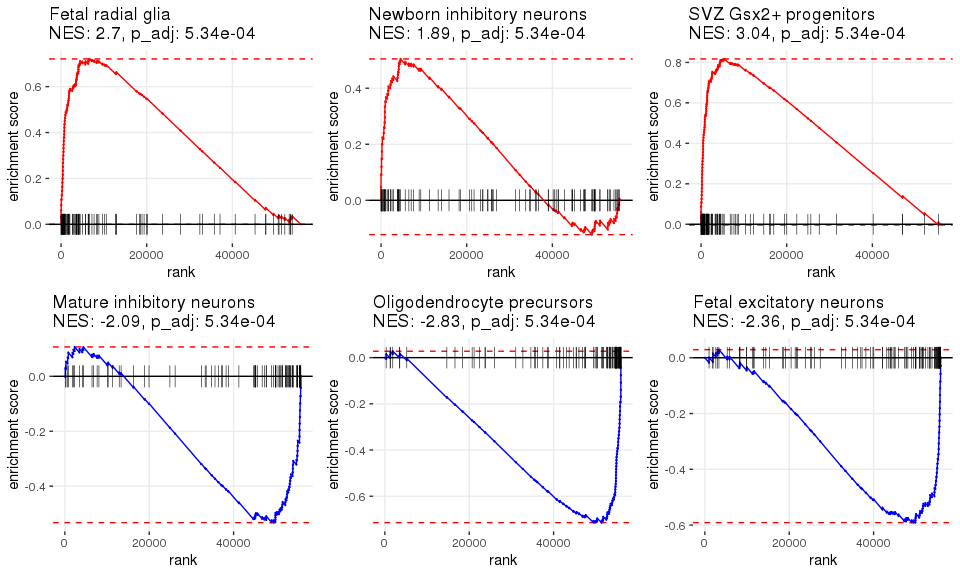 Fetal radial glia
NES: 2.7, p_adj: 5.34e-04
enrichment score
0.6
0.4
0.2
0.0
0
20000
40000
rank
Newborn inhibitory neurons
NES: 1.89, p_adj: 5.34e-04
enrichment score
0.4
0.2
0.0
0
20000
40000
rank
SVZ Gsx2+ progenitors
NES: 3.04, p_adj: 5.34e-04
enrichment score
0.8
0.6
0.4
0.2
0.0
0
20000
40000
rank
Mature inhibitory neurons
NES: -2.09, p_adj: 5.34e-04
enrichment score
0.0
-0.2
-0.4
0
20000
40000
rank
Oligodendrocyte precursors
NES: -2.83, p_adj: 5.34e-04
enrichment score
0.0
-0.2
-0.4
-0.6
0
20000
40000
rank
Fetal excitatory neurons
NES: -2.36, p_adj: 5.34e-04
enrichment score
0.0
-0.2
-0.4
-0.6
0
20000
40000
rank